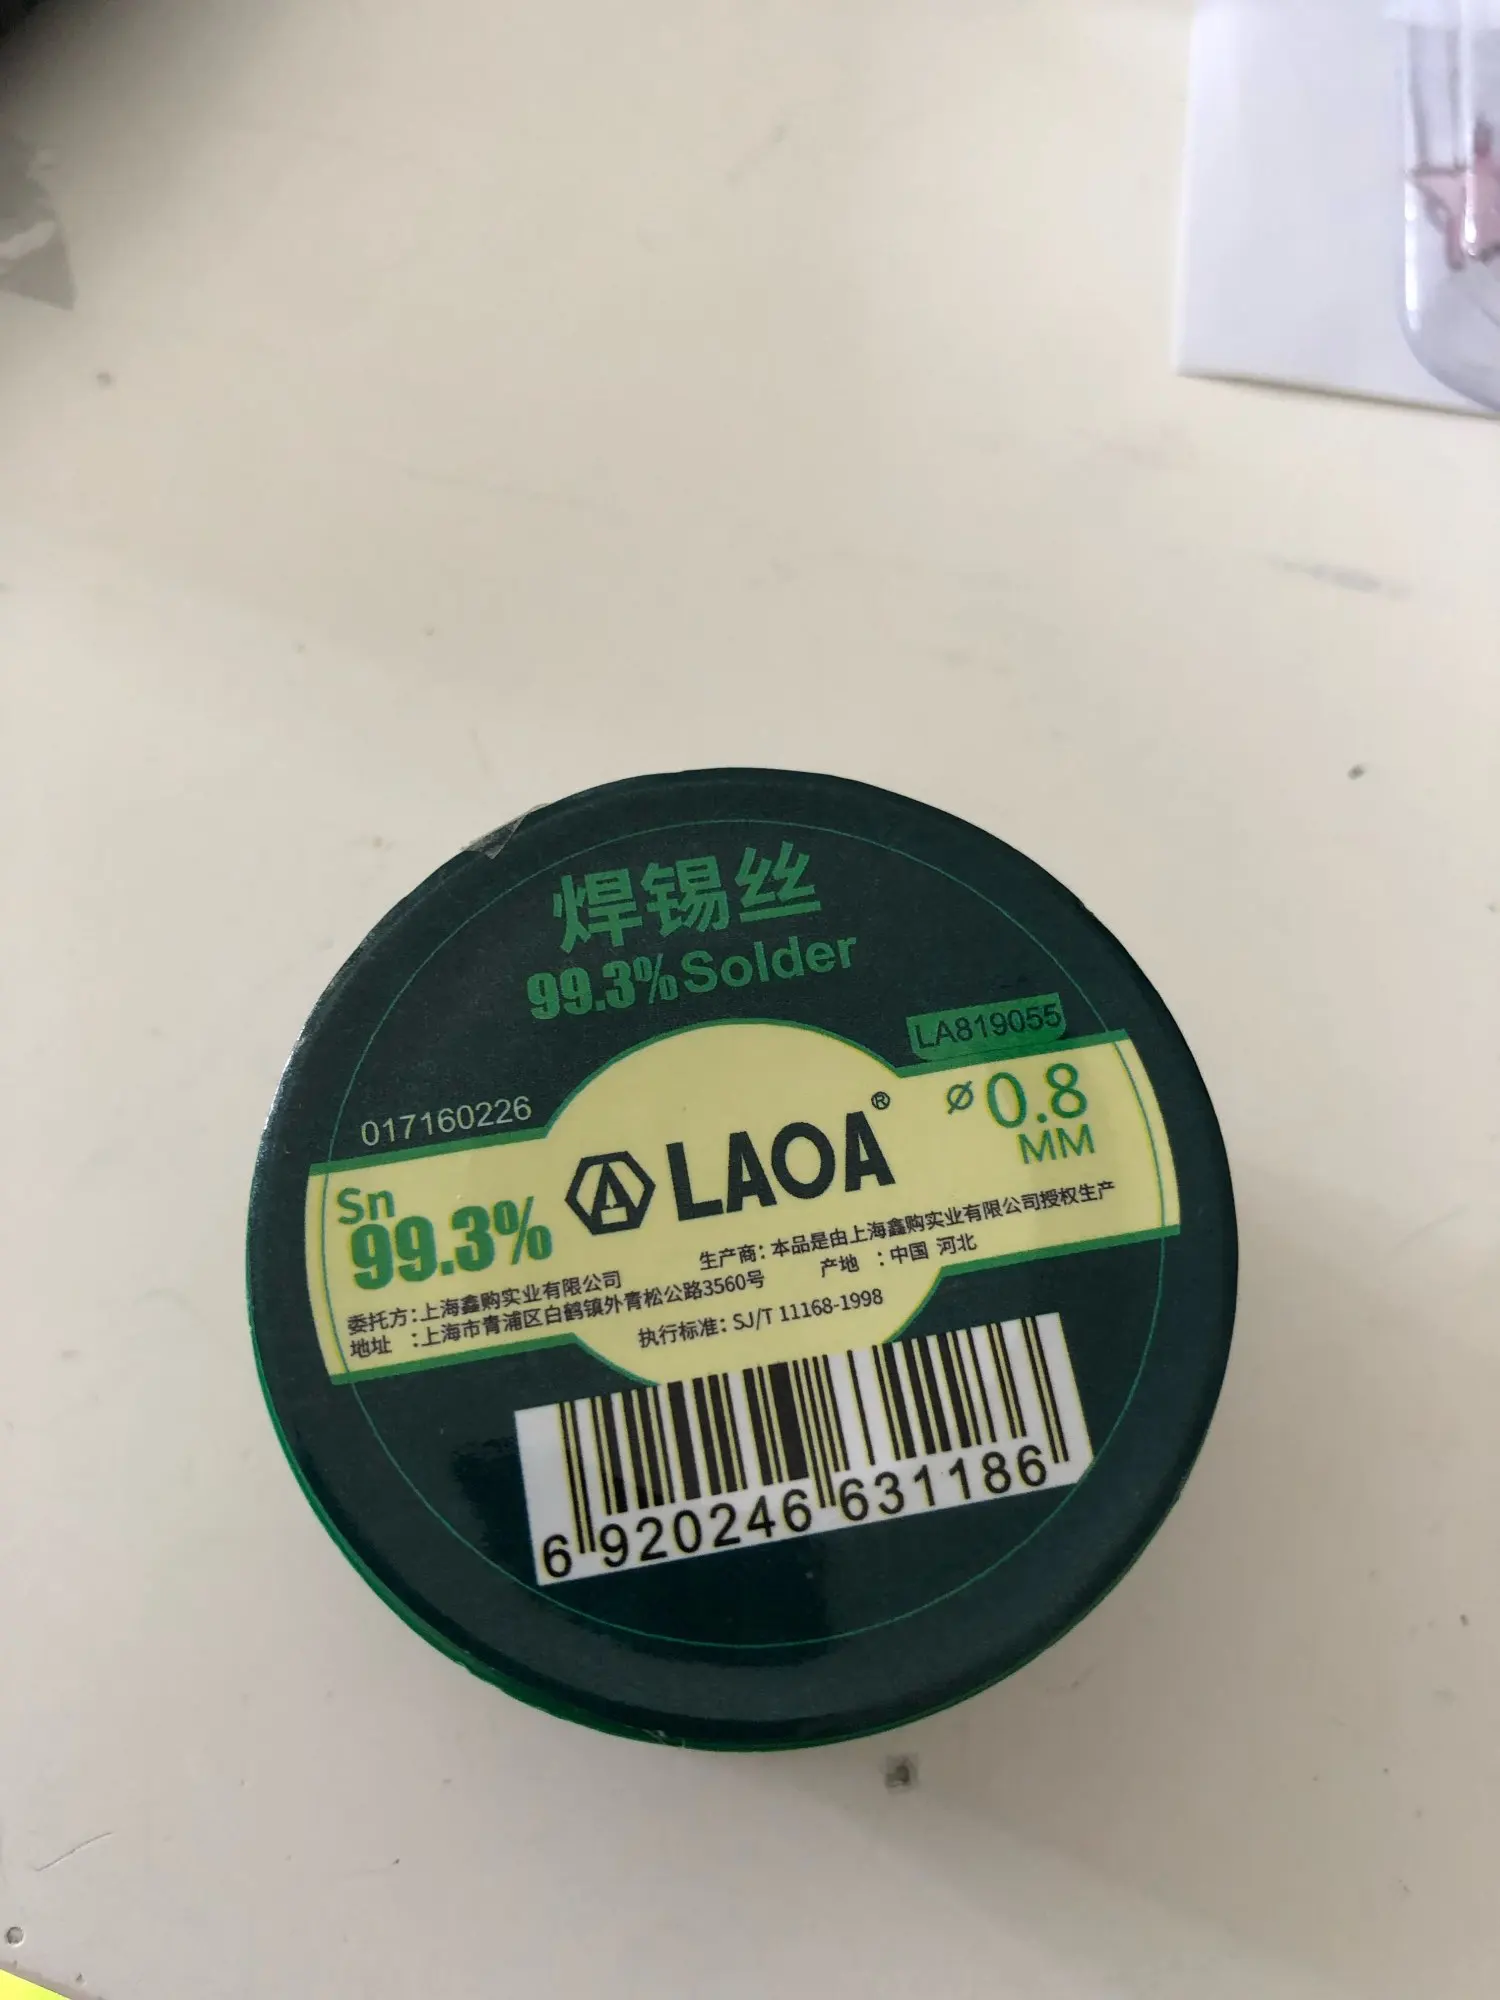 焊锡丝
99.3%Solder
LA819055
017160226
Ø0.8
MM
LAOA®
Sn
99.3%
生产商：本品是由上海鑫购实业有限公司授权生产
委托方：上海鑫购实业有限公司
产地 ：中国 河北
地址 ：上海市青浦区白鹤镇外青松公路3560号
执行标准：SJ/T 11168-1998
6 920246 631186